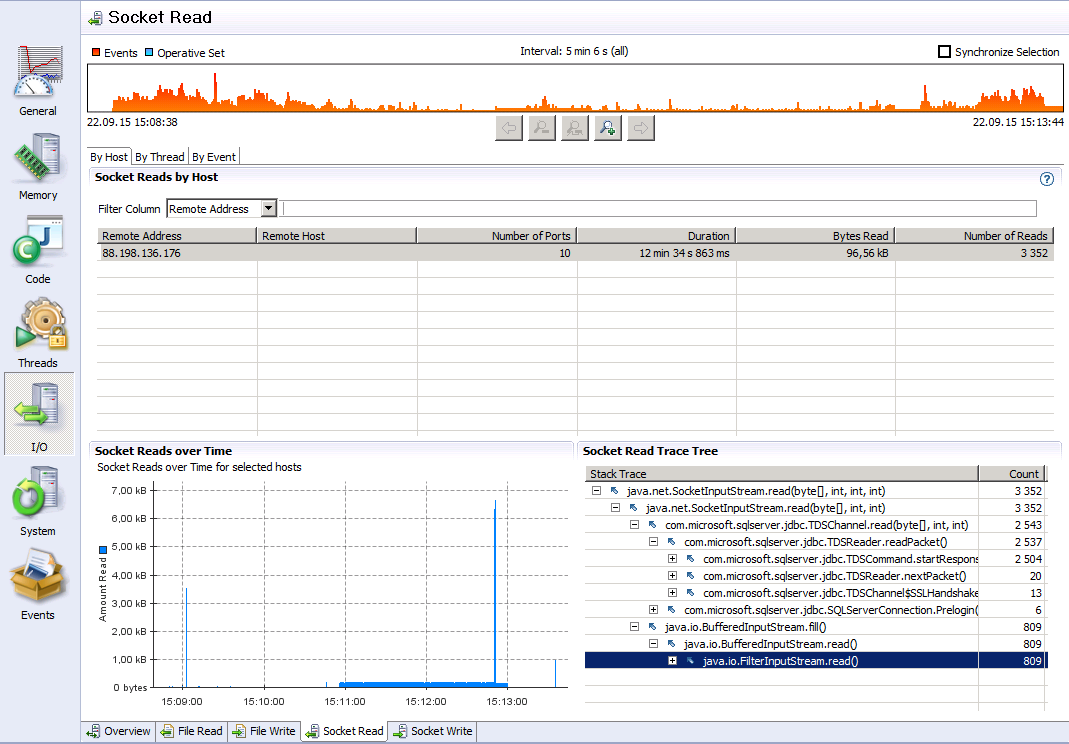 Socket Read
Events Operative Set Interval: 5 min 6 s (all) Synchronize Selection
22.09.15 15:08:38 22.09.15 15:13:44
General
Memory
Code
Threads
I/O
System
Events
By Host By Thread By Event
Socket Reads by Host
Filter Column Remote Address
Remote Address Remote Host Number of Ports Duration Bytes Read Number of Reads
88.198.136.176 10 12 min 34 s 863 ms 96,56 kB 3 352
Socket Reads over Time
Socket Reads over Time for selected hosts
7,00 kB
6,00 kB
5,00 kB
4,00 kB
3,00 kB
2,00 kB
1,00 kB
0 bytes
Amount Read
15:09:00 15:10:00 15:11:00 15:12:00 15:13:00
Socket Read Trace Tree
Stack Trace Count
java.net.SocketInputStream.read(byte[], int, int, int) 3 352
java.net.SocketInputStream.read(byte[], int, int) 3 352
com.microsoft.sqlserver.jdbc.TDSChannel.read(byte[], int, int) 2 543
com.microsoft.sqlserver.jdbc.TDSReader.readPacket() 2 537
com.microsoft.sqlserver.jdbc.TDSCommand.startRespons 2 504
com.microsoft.sqlserver.jdbc.TDSReader.nextPacket() 20
com.microsoft.sqlserver.jdbc.TDSChannel$SSLHandshake 13
com.microsoft.sqlserver.jdbc.SQLServerConnection.Prelogin( 6
java.io.BufferedInputStream.fill() 809
java.io.BufferedInputStream.read() 809
java.io.FilterInputStream.read() 809
Overview File Read File Write Socket Read Socket Write